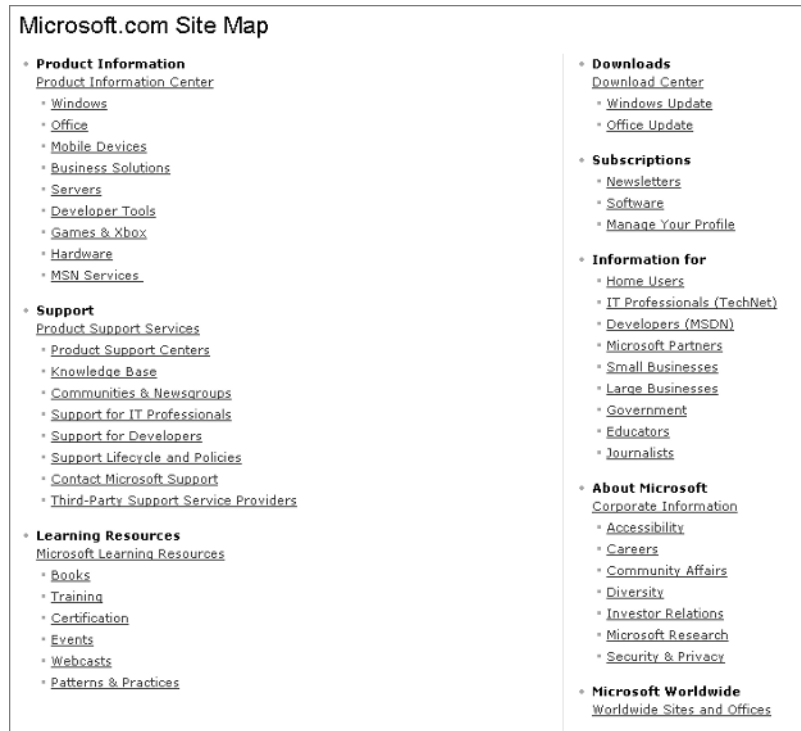 Microsoft.com Site Map
Product Information
Product Information Center
Windows
Office
Mobile Devices
Business Solutions
Servers
Developer Tools
Games & Xbox
Hardware
MSN Services
Support
Product Support Services
Product Support Centers
Knowledge Base
Communities & Newsgroups
Support for IT Professionals
Support for Developers
Support Lifecycle and Policies
Contact Microsoft Support
Third-Party Support Service Providers
Learning Resources
Microsoft Learning Resources
Books
Training
Certification
Events
Webcasts
Patterns & Practices
Downloads
Download Center
Windows Update
Office Update
Subscriptions
Newsletters
Software
Manage Your Profile
Information for
Home Users
IT Professionals (TechNet)
Developers (MSDN)
Microsoft Partners
Small Businesses
Large Businesses
Government
Educators
Journalists
About Microsoft
Corporate Information
Accessibility
Careers
Community Affairs
Diversity
Investor Relations
Microsoft Research
Security & Privacy
Microsoft Worldwide
Worldwide Sites and Offices